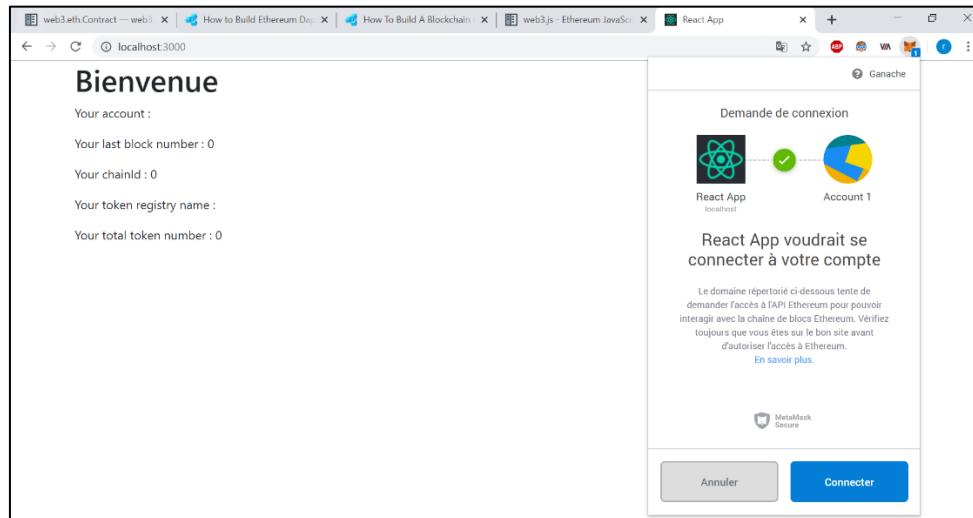 web3.eth.Contract — web3.
How to Build Ethereum Dap
How To Build A Blockchain
web3.js - Ethereum JavaScri
React App
localhost:3000
ABP
VIA
1
r
Bienvenue
Your account :
Your last block number : 0
Your chainId : 0
Your token registry name :
Your total token number : 0
Ganache
Demande de connexion
React App
localhost
Account 1
React App voudrait se
connecter à votre compte
Le domaine répertorié ci-dessous tente de
demander l'accès à l'API Ethereum pour pouvoir
interagir avec la chaîne de blocs Ethereum. Vérifiez
toujours que vous êtes sur le bon site avant
d'autoriser l'accès à Ethereum.
En savoir plus.
MetaMask
Secure
Annuler
Connecter